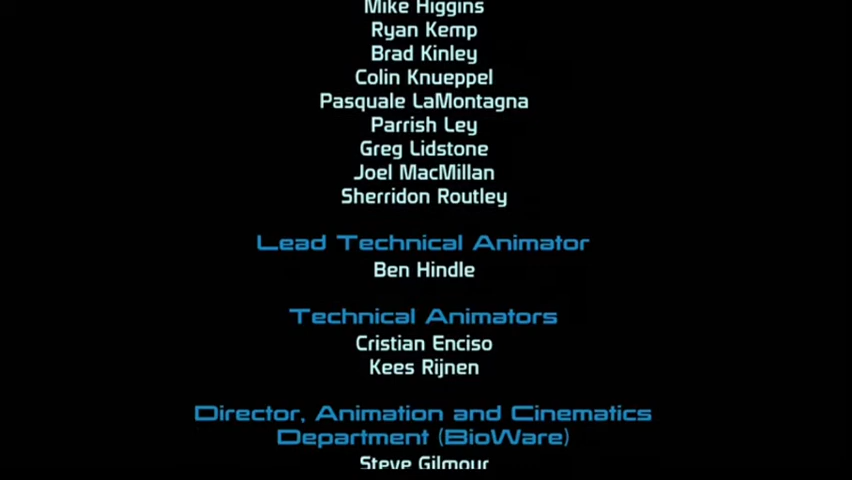 Mike Higgins
Ryan Kemp
Brad Kinley
Colin Knueppel
Pasquale LaMontagna
Parrish Ley
Greg Lidstone
Joel MacMillan
Sherridon Routley
Lead Technical Animator
Ben Hindle
Technical Animators
Cristian Enciso
Kees Rijnen
Director, Animation and Cinematics
Department (BioWare)
Steve Gilmour